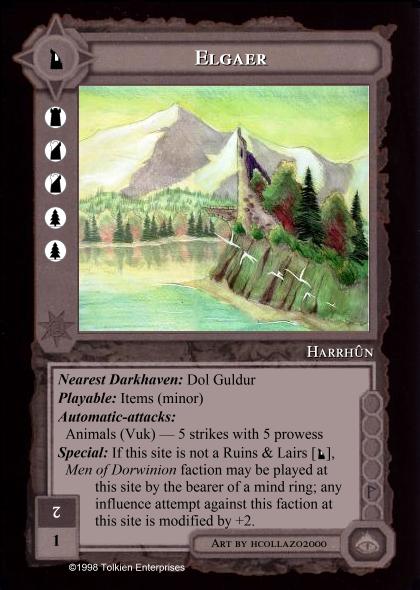 ELGAER
HARRHÛN
Nearest Darkhaven: Dol Guldur
Playable: Items (minor)
Automatic-attacks:
Animals (Vuk) — 5 strikes with 5 prowess
Special: If this site is not a Ruins & Lairs [],
Men of Dorwinion faction may be played at
this site by the bearer of a mind ring; any
influence attempt against this faction at
this site is modified by +2.
2
1
ART BY HCOLLAZO2000
©1998 Tolkien Enterprises